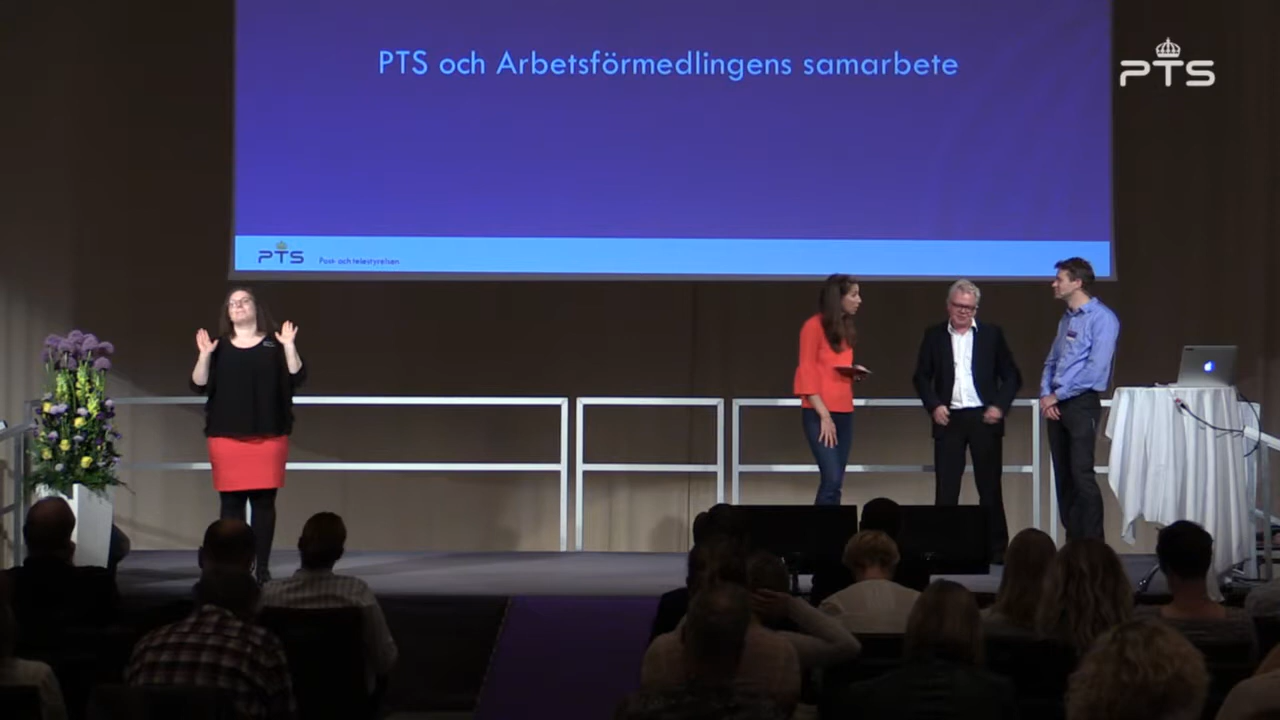 PTS och Arbetsförmedlingens samarbete
PTS
PTS Post- och telestyrelsen